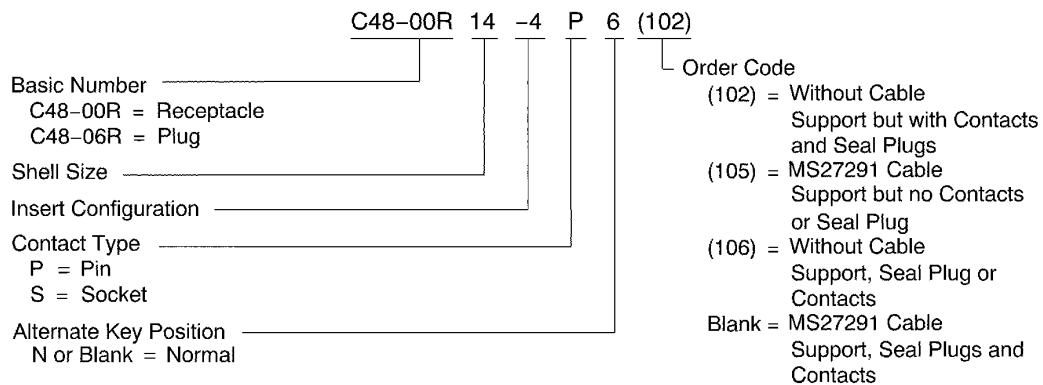 C48-00R 14 -4 P 6 (102)
Basic Number
C48-00R = Receptacle
C48-06R = Plug
Shell Size
Insert Configuration
Contact Type
P = Pin
S = Socket
Alternate Key Position
N or Blank = Normal
Order Code
(102) = Without Cable
Support but with Contacts
and Seal Plugs
(105) = MS27291 Cable
Support but no Contacts
or Seal Plug
(106) = Without Cable
Support, Seal Plug or
Contacts
Blank = MS27291 Cable
Support, Seal Plugs and
Contacts